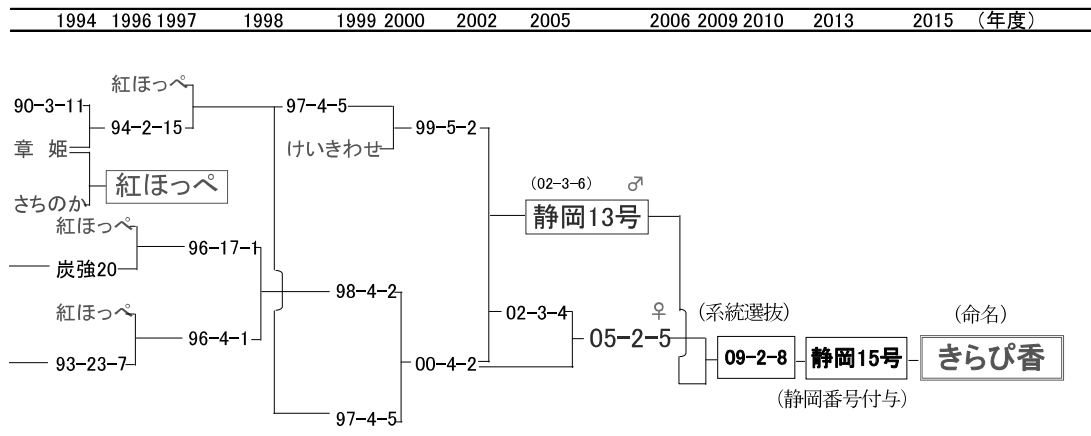 1994 1996 1997 1998 1999 2000 2002 2005 2006 2009 2010 2013 2015 (年度)
紅ほっぺ
90-3-11 97-4-5
94-2-15 99-5-2
章 姫 けいきわせ
紅ほっぺ (02-3-6) ♂
さちのか 静岡13号
紅ほっぺ
96-17-1
炭強20
98-4-2
紅ほっぺ 02-3-4 ♀ (系統選抜) (命名)
96-4-1 05-2-5
93-23-7 00-4-2 09-2-8 静岡15号 きらぴ香
(静岡番号付与)
97-4-5